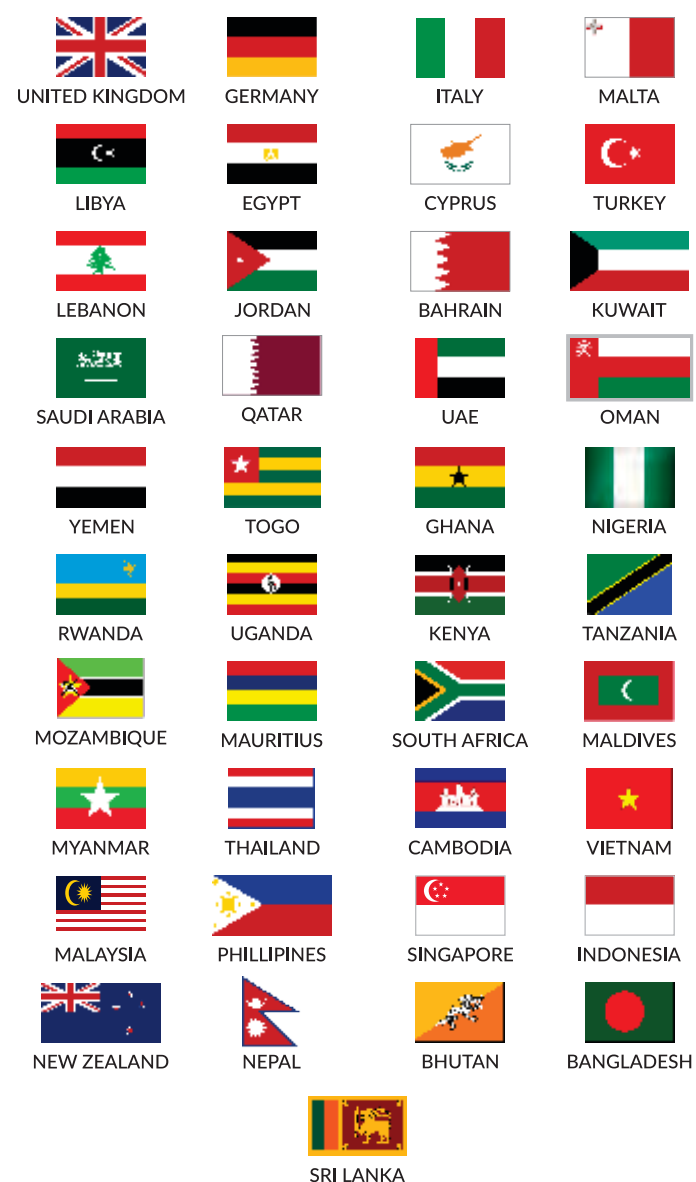 UNITED KINGDOM GERMANY ITALY MALTA
LIBYA EGYPT CYPRUS TURKEY
LEBANON JORDAN BAHRAIN KUWAIT
SAUDI ARABIA QATAR UAE OMAN
YEMEN TOGO GHANA NIGERIA
RWANDA UGANDA KENYA TANZANIA
MOZAMBIQUE MAURITIUS SOUTH AFRICA MALDIVES
MYANMAR THAILAND CAMBODIA VIETNAM
MALAYSIA PHILLIPINES SINGAPORE INDONESIA
NEW ZEALAND NEPAL BHUTAN BANGLADESH
SRI LANKA